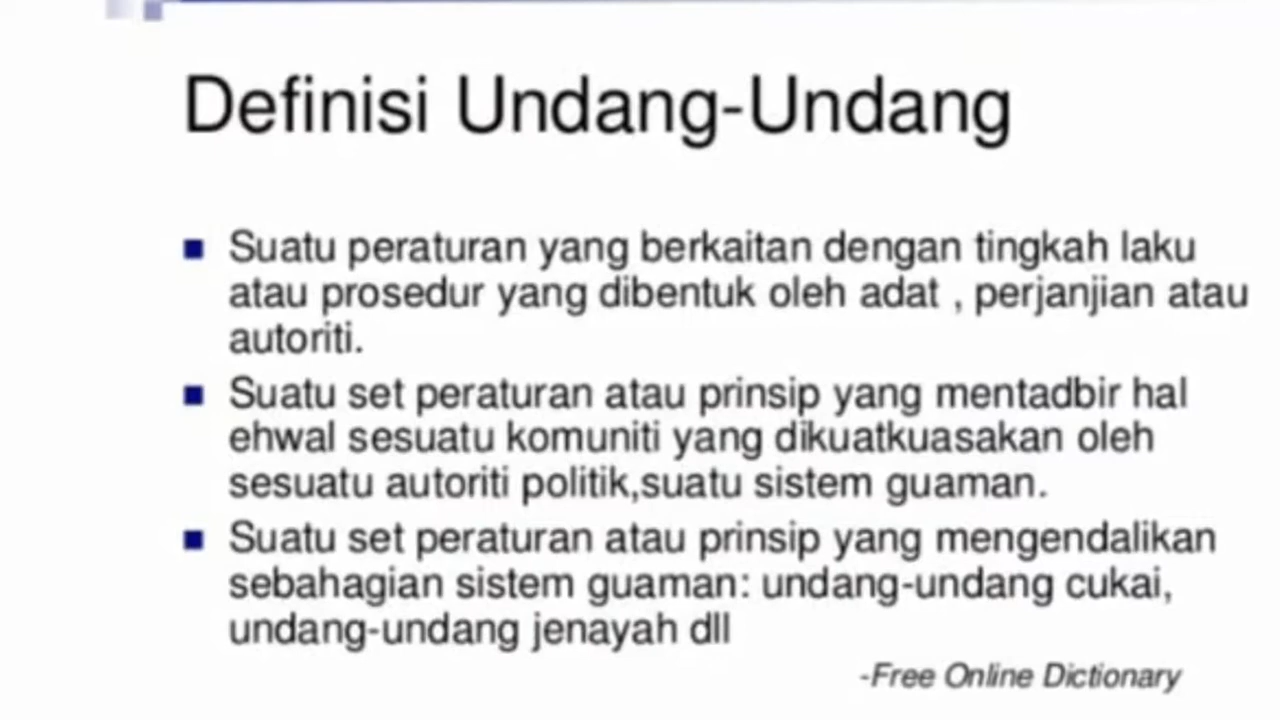 Definisi Undang-Undang
Suatu peraturan yang berkaitan dengan tingkah laku
atau prosedur yang dibentuk oleh adat , perjanjian atau
autoriti.
Suatu set peraturan atau prinsip yang mentadbir hal
ehwal sesuatu komuniti yang dikuatkuasakan oleh
sesuatu autoriti politik,suatu sistem guaman.
Suatu set peraturan atau prinsip yang mengendalikan
sebahagian sistem guaman: undang-undang cukai,
undang-undang jenayah dll
-Free Online Dictionary